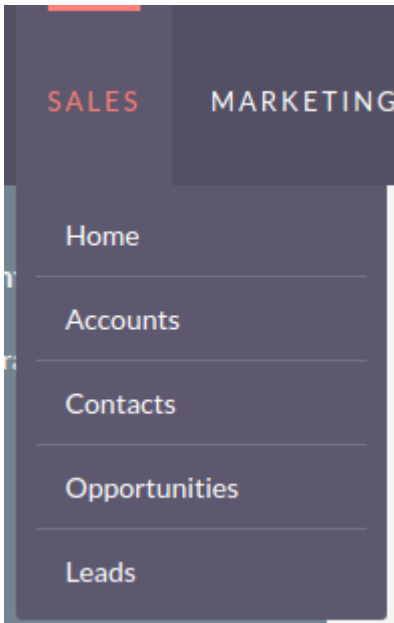 SALES MARKETING
Home
Accounts
Contacts
Opportunities
Leads